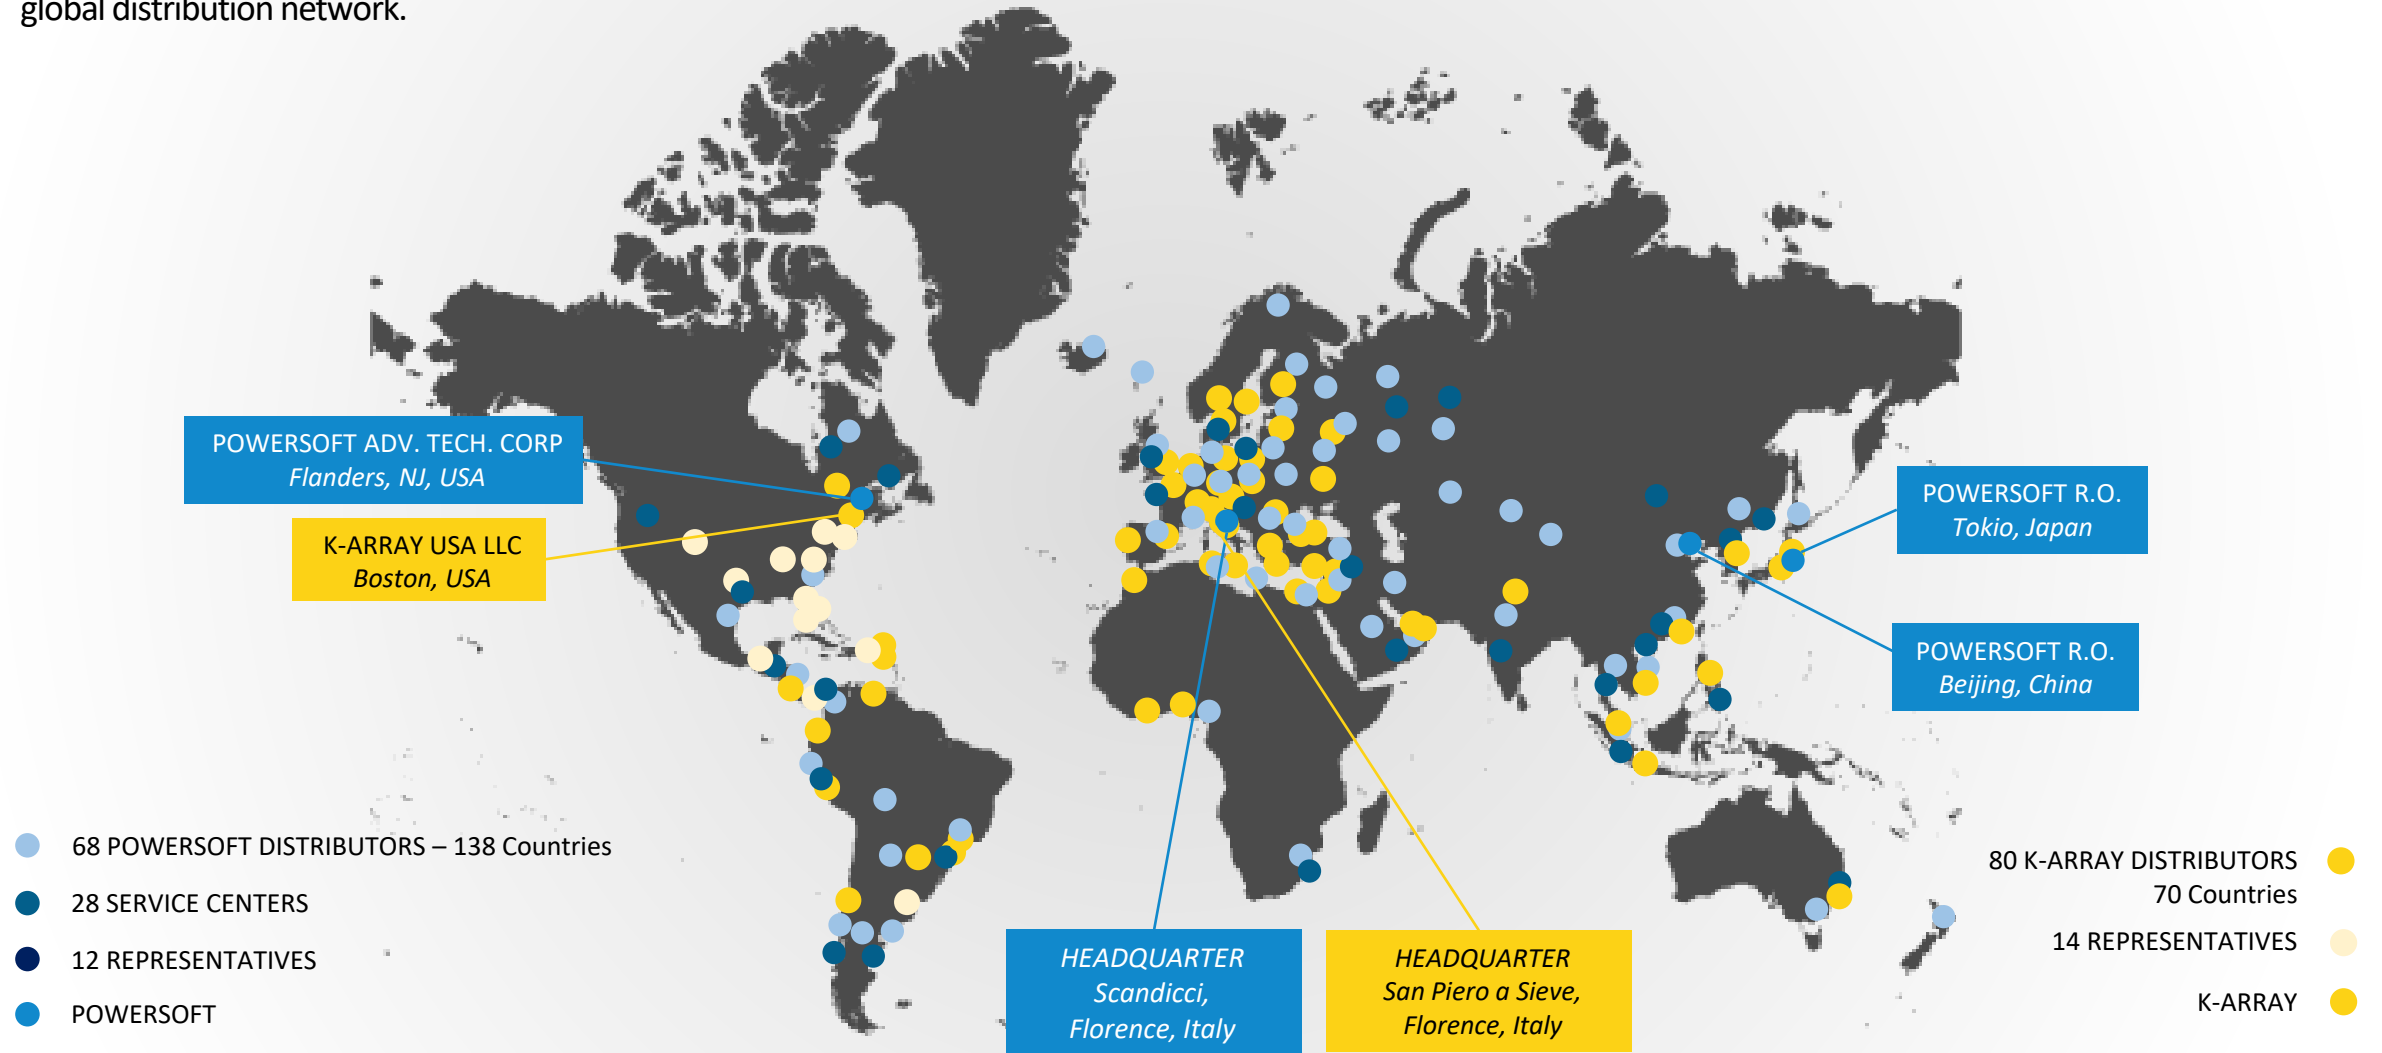 global distribution network.
POWERSOFT ADV. TECH. CORP
Flanders, NJ, USA
K-ARRAY USA LLC
Boston, USA
POWERSOFT R.O.
Tokio, Japan
POWERSOFT R.O.
Beijing, China
68 POWERSOFT DISTRIBUTORS – 138 Countries
28 SERVICE CENTERS
12 REPRESENTATIVES
POWERSOFT
HEADQUARTER
Scandicci,
Florence, Italy
HEADQUARTER
San Piero a Sieve,
Florence, Italy
80 K-ARRAY DISTRIBUTORS
70 Countries
14 REPRESENTATIVES
K-ARRAY